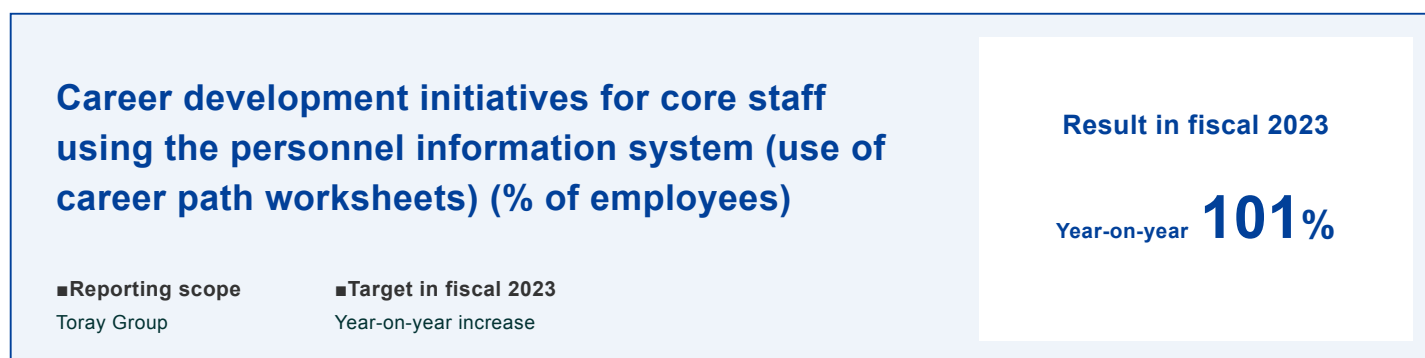 Career development initiatives for core staff
using the personnel information system (use of
career path worksheets) (% of employees)
■Reporting scope
Toray Group
■Target in fiscal 2023
Year-on-year increase
Result in fiscal 2023
Year-on-year 101%